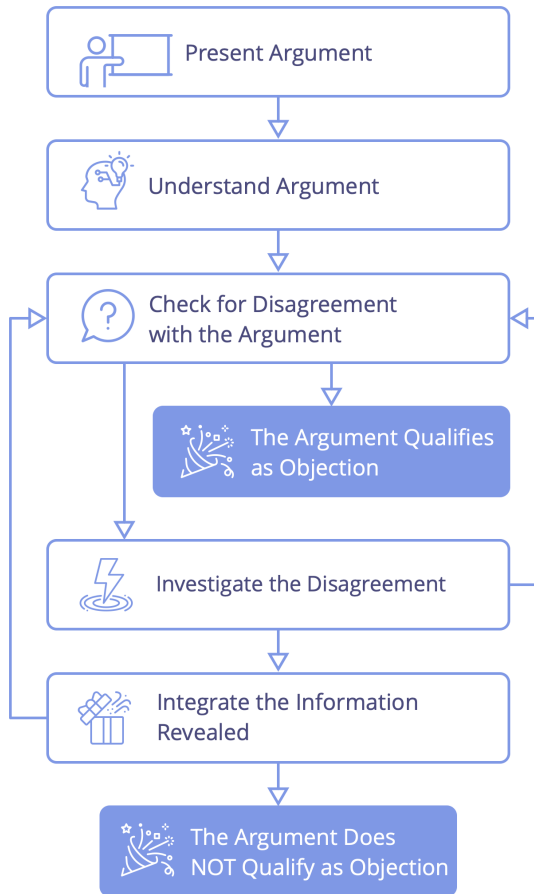 Present Argument
Understand Argument
Check for Disagreement
with the Argument
The Argument Qualifies
as Objection
Investigate the Disagreement
Integrate the Information
Revealed
The Argument Does
NOT Qualify as Objection